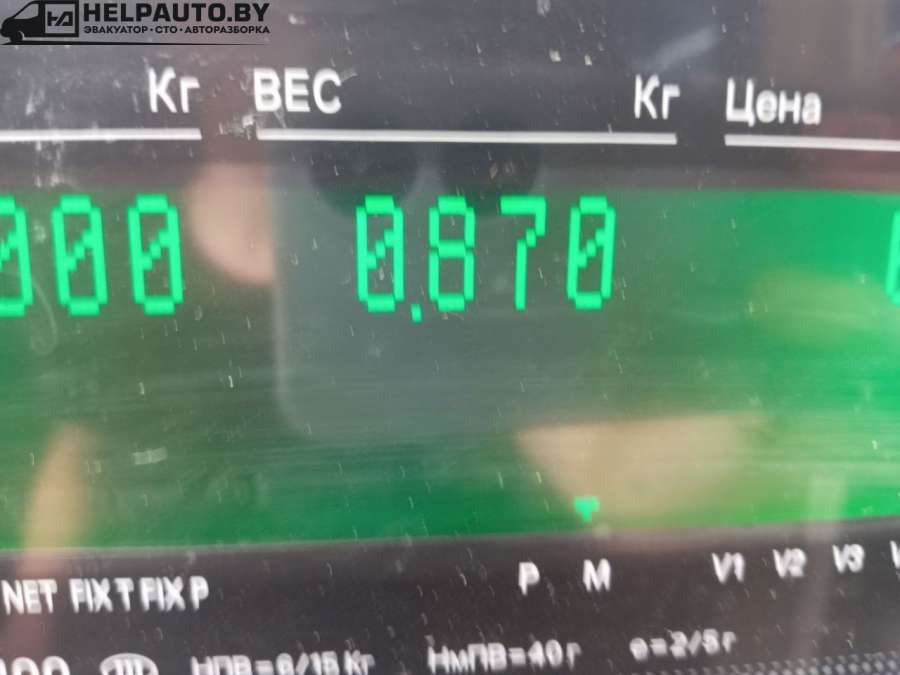 HELPAUTO.BY
ЭВАКУАТОР · СТО · АВТОРАЗБОРКА
Кг ВЕС Кг Цена
000 0.870
NET FIX T FIX P P M V1 V2 V3
НПВ=6/15 Кг НмПВ=40 г e=2/5 г